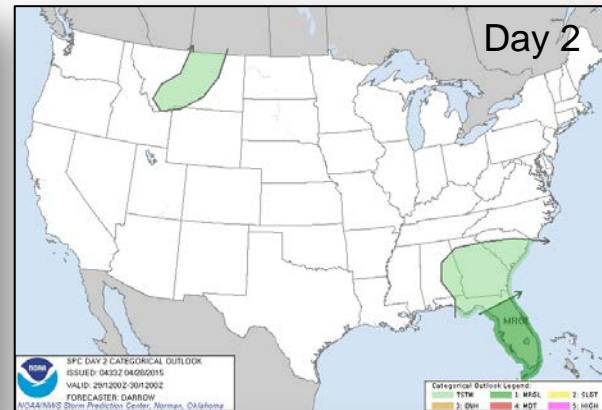 Day 2
MRGL
NOAA
SPC DAY 2 CATEGORICAL OUTLOOK
ISSUED: 0433Z 04/28/2015
VALID: 29/1200Z-30/1200Z
FORECASTER: DARROW
NOAA/NWS Storm Prediction Center, Norman, Oklahoma
Categorical Outlook Legend:
TSTM 1: MRGL 2: SLGT
3: ENH 4: MDT 5: HIGH